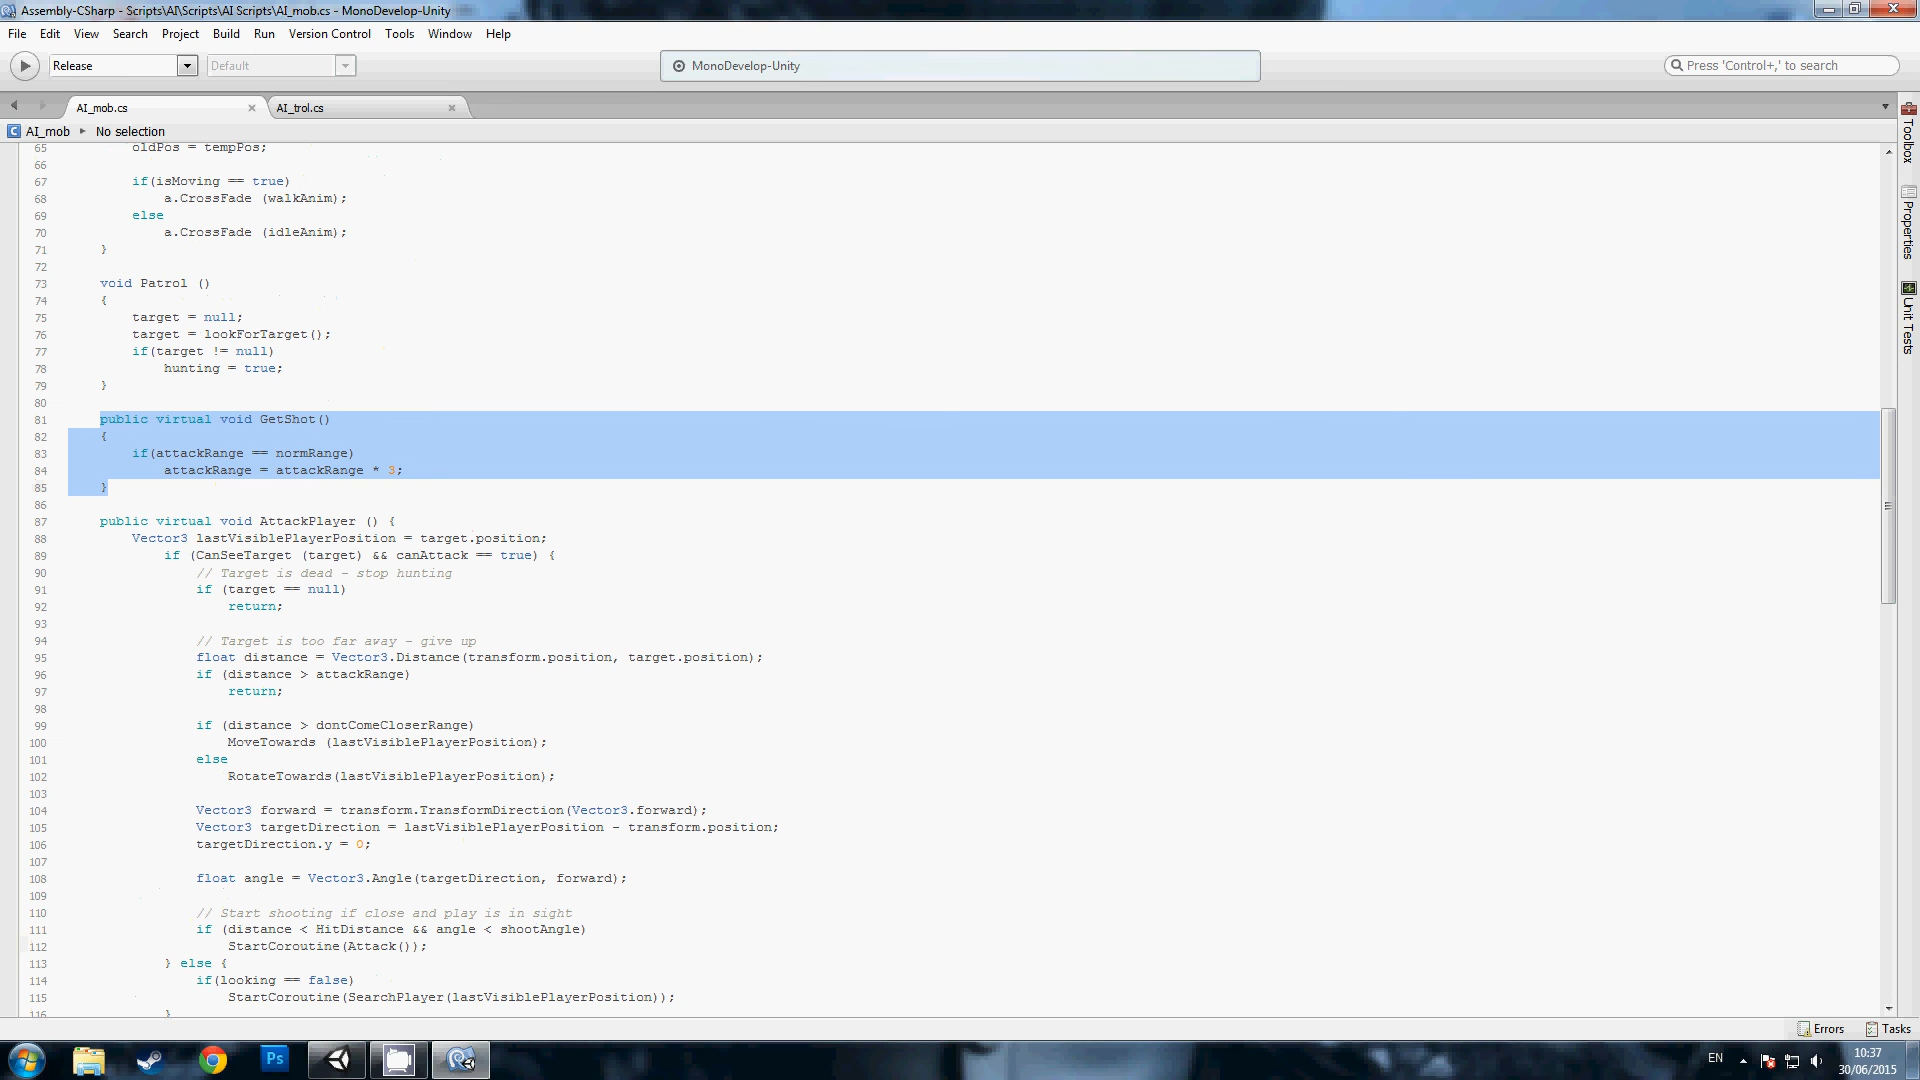 Assembly-CSharp - Scripts\AI\Scripts\AI Scripts\AI_mob.cs - MonoDevelop-Unity
File Edit View Search Project Build Run Version Control Tools Window Help
Release Default MonoDevelop-Unity Press 'Control+,' to search
AI_mob.cs AI_trol.cs
AI_mob No selection
Toolbox
Properties
Unit Tests
65 oldPos = tempPos;
66
67 if(isMoving == true)
68 a.CrossFade (walkAnim);
69 else
70 a.CrossFade (idleAnim);
71 }
72
73 void Patrol ()
74 {
75 target = null;
76 target = lookForTarget();
77 if(target != null)
78 hunting = true;
79 }
80
81 public virtual void GetShot()
82 {
83 if(attackRange == normRange)
84 attackRange = attackRange * 3;
85 }
86
87 public virtual void AttackPlayer () {
88 Vector3 lastVisiblePlayerPosition = target.position;
89 if (CanSeeTarget (target) && canAttack == true) {
90 // Target is dead - stop hunting
91 if (target == null)
92 return;
93
94 // Target is too far away - give up
95 float distance = Vector3.Distance(transform.position, target.position);
96 if (distance > attackRange)
97 return;
98
99 if (distance > dontComeCloserRange)
100 MoveTowards (lastVisiblePlayerPosition);
101 else
102 RotateTowards(lastVisiblePlayerPosition);
103
104 Vector3 forward = transform.TransformDirection(Vector3.forward);
105 Vector3 targetDirection = lastVisiblePlayerPosition - transform.position;
106 targetDirection.y = 0;
107
108 float angle = Vector3.Angle(targetDirection, forward);
109
110 // Start shooting if close and play is in sight
111 if (distance < HitDistance && angle < shootAngle)
112 StartCoroutine(Attack());
113 } else {
114 if(looking == false)
115 StartCoroutine(SearchPlayer(lastVisiblePlayerPosition));
116 }
Errors Tasks
Ps
EN 10:37
30/06/2015